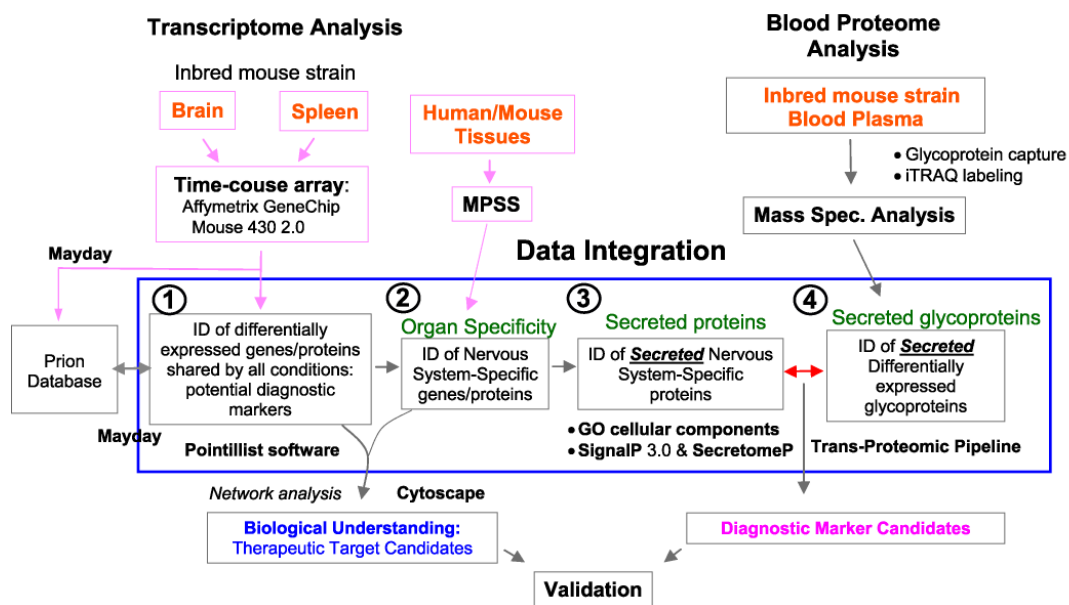 Transcriptome Analysis
Blood Proteome
Analysis
Inbred mouse strain
Brain
Spleen
Human/Mouse
Tissues
Inbred mouse strain
Blood Plasma
• Glycoprotein capture
• iTRAQ labeling
Time-couse array:
Affymetrix GeneChip
Mouse 430 2.0
MPSS
Mass Spec. Analysis
Data Integration
Mayday
1
2
3
4
Organ Specificity
Secreted proteins
Secreted glycoproteins
Prion
Database
ID of differentially
expressed genes/proteins
shared by all conditions:
potential diagnostic
markers
ID of Nervous
System-Specific
genes/proteins
ID of Secreted Nervous
System-Specific
proteins
ID of Secreted
Differentially
expressed
glycoproteins
Mayday
Pointillist software
• GO cellular components
• SignalP 3.0 & SecretomeP
Trans-Proteomic Pipeline
Network analysis
Cytoscape
Biological Understanding:
Therapeutic Target Candidates
Diagnostic Marker Candidates
Validation